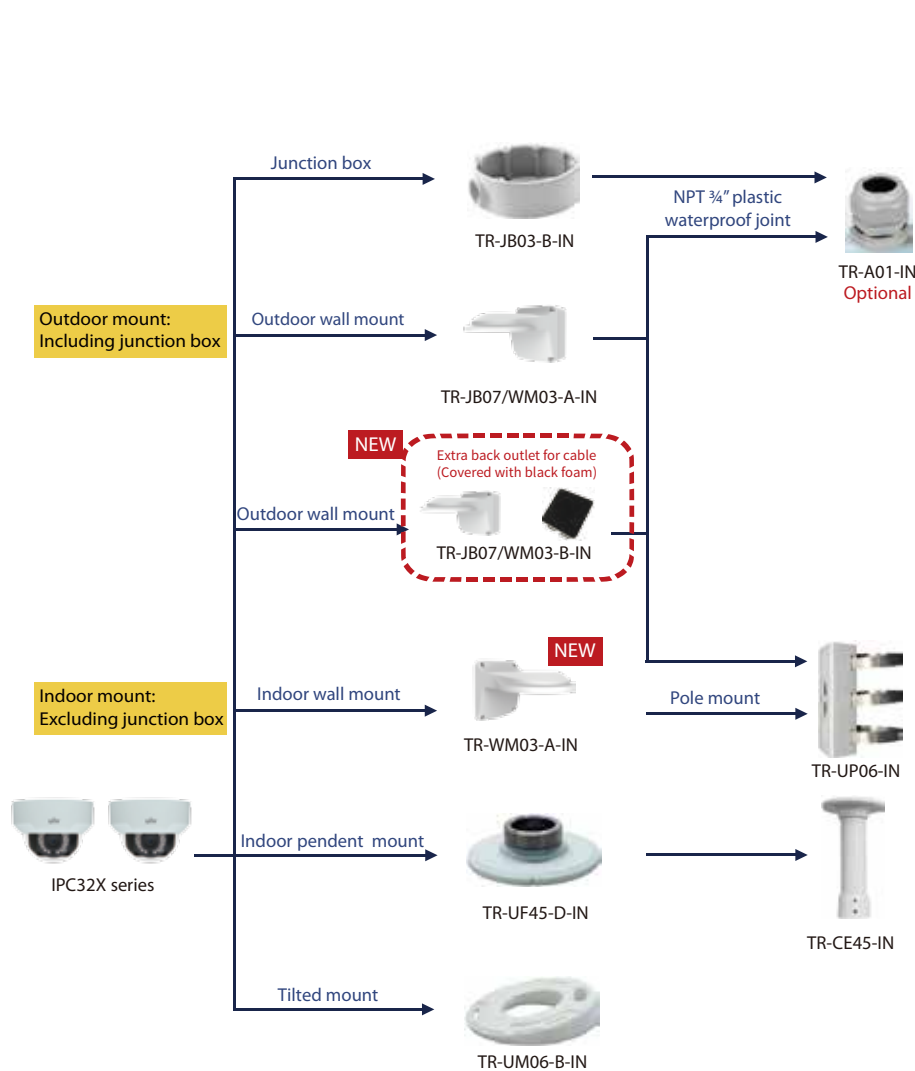 Junction box
TR-JB03-B-IN
NPT ¾” plastic
waterproof joint
TR-A01-IN
Optional
Outdoor mount:
Including junction box
Outdoor wall mount
TR-JB07/WM03-A-IN
NEW
Extra back outlet for cable
(Covered with black foam)
Outdoor wall mount
TR-JB07/WM03-B-IN
NEW
Indoor mount:
Excluding junction box
Indoor wall mount
TR-WM03-A-IN
Pole mount
TR-UP06-IN
IPC32X series
Indoor pendent mount
TR-UF45-D-IN
TR-CE45-IN
Tilted mount
TR-UM06-B-IN